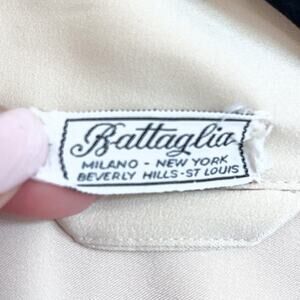 Battaglia
MILANO - NEW YORK
BEVERLY HILLS - ST LOUIS